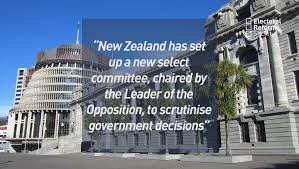 Electoral
Reform
Society
“New Zealand has set
up a new select
committee, chaired by
the Leader of the
Opposition, to scrutinise
government decisions”